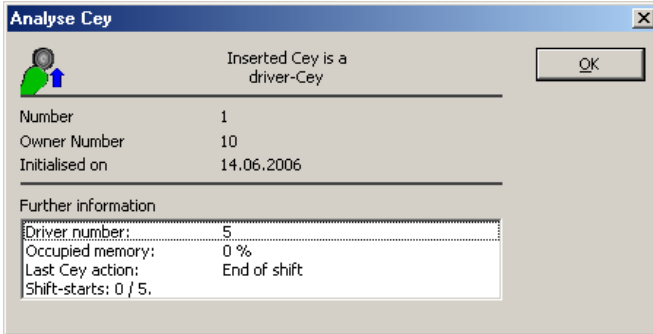 Analyse Cey
Inserted Cey is a
driver-Cey
OK
Number 1
Owner Number 10
Initialised on 14.06.2006
Further information
Driver number: 5
Occupied memory: 0 %
Last Cey action: End of shift
Shift-starts: 0 / 5.